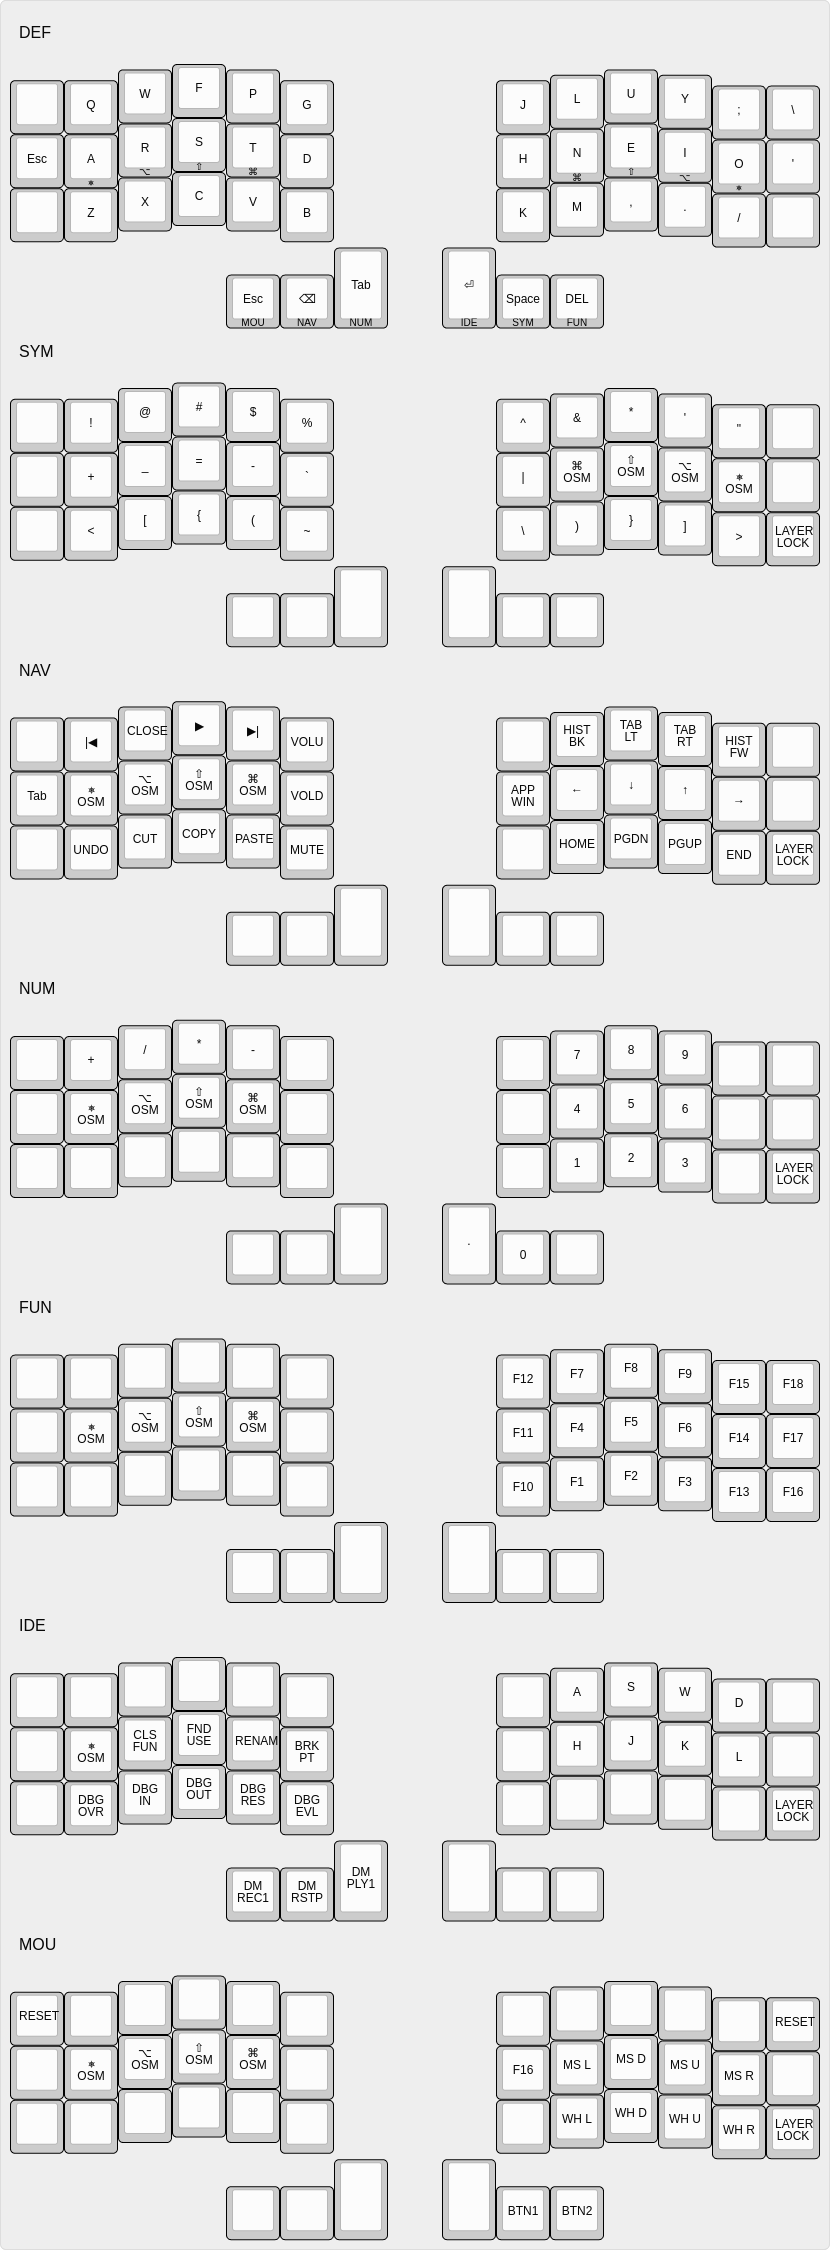 DEF
Q W F P G J L U Y ; \
Esc A R S T D H N E I O '
⎈ ⌥ ⇧ ⌘ ⌘ ⇧ ⌥ ⎈
Z X C V B K M , . /
Esc ⌫ Tab ⏎ Space DEL
MOU NAV NUM IDE SYM FUN
SYM
! @ # $ % ^ & * ' "
+ _ = - ` | ⌘ OSM ⇧ OSM ⌥ OSM ⎈ OSM
< [ { ( ~ \ ) } ] > LAYER LOCK
NAV
|◀ CLOSE ▶ ▶| VOLU HIST BK TAB LT TAB RT HIST FW
Tab ⎈ OSM ⌥ OSM ⇧ OSM ⌘ OSM VOLD APP WIN ← ↓ ↑ →
UNDO CUT COPY PASTE MUTE HOME PGDN PGUP END LAYER LOCK
NUM
+ / * - 7 8 9
⎈ OSM ⌥ OSM ⇧ OSM ⌘ OSM 4 5 6
1 2 3 LAYER LOCK
. 0
FUN
F12 F7 F8 F9 F15 F18
⎈ OSM ⌥ OSM ⇧ OSM ⌘ OSM F11 F4 F5 F6 F14 F17
F10 F1 F2 F3 F13 F16
IDE
A S W D
⎈ OSM CLS FUN FND USE RENAM BRK PT H J K L
DBG OVR DBG IN DBG OUT DBG RES DBG EVL LAYER LOCK
DM REC1 DM RSTP DM PLY1
MOU
RESET RESET
⎈ OSM ⌥ OSM ⇧ OSM ⌘ OSM F16 MS L MS D MS U MS R
WH L WH D WH U WH R LAYER LOCK
BTN1 BTN2